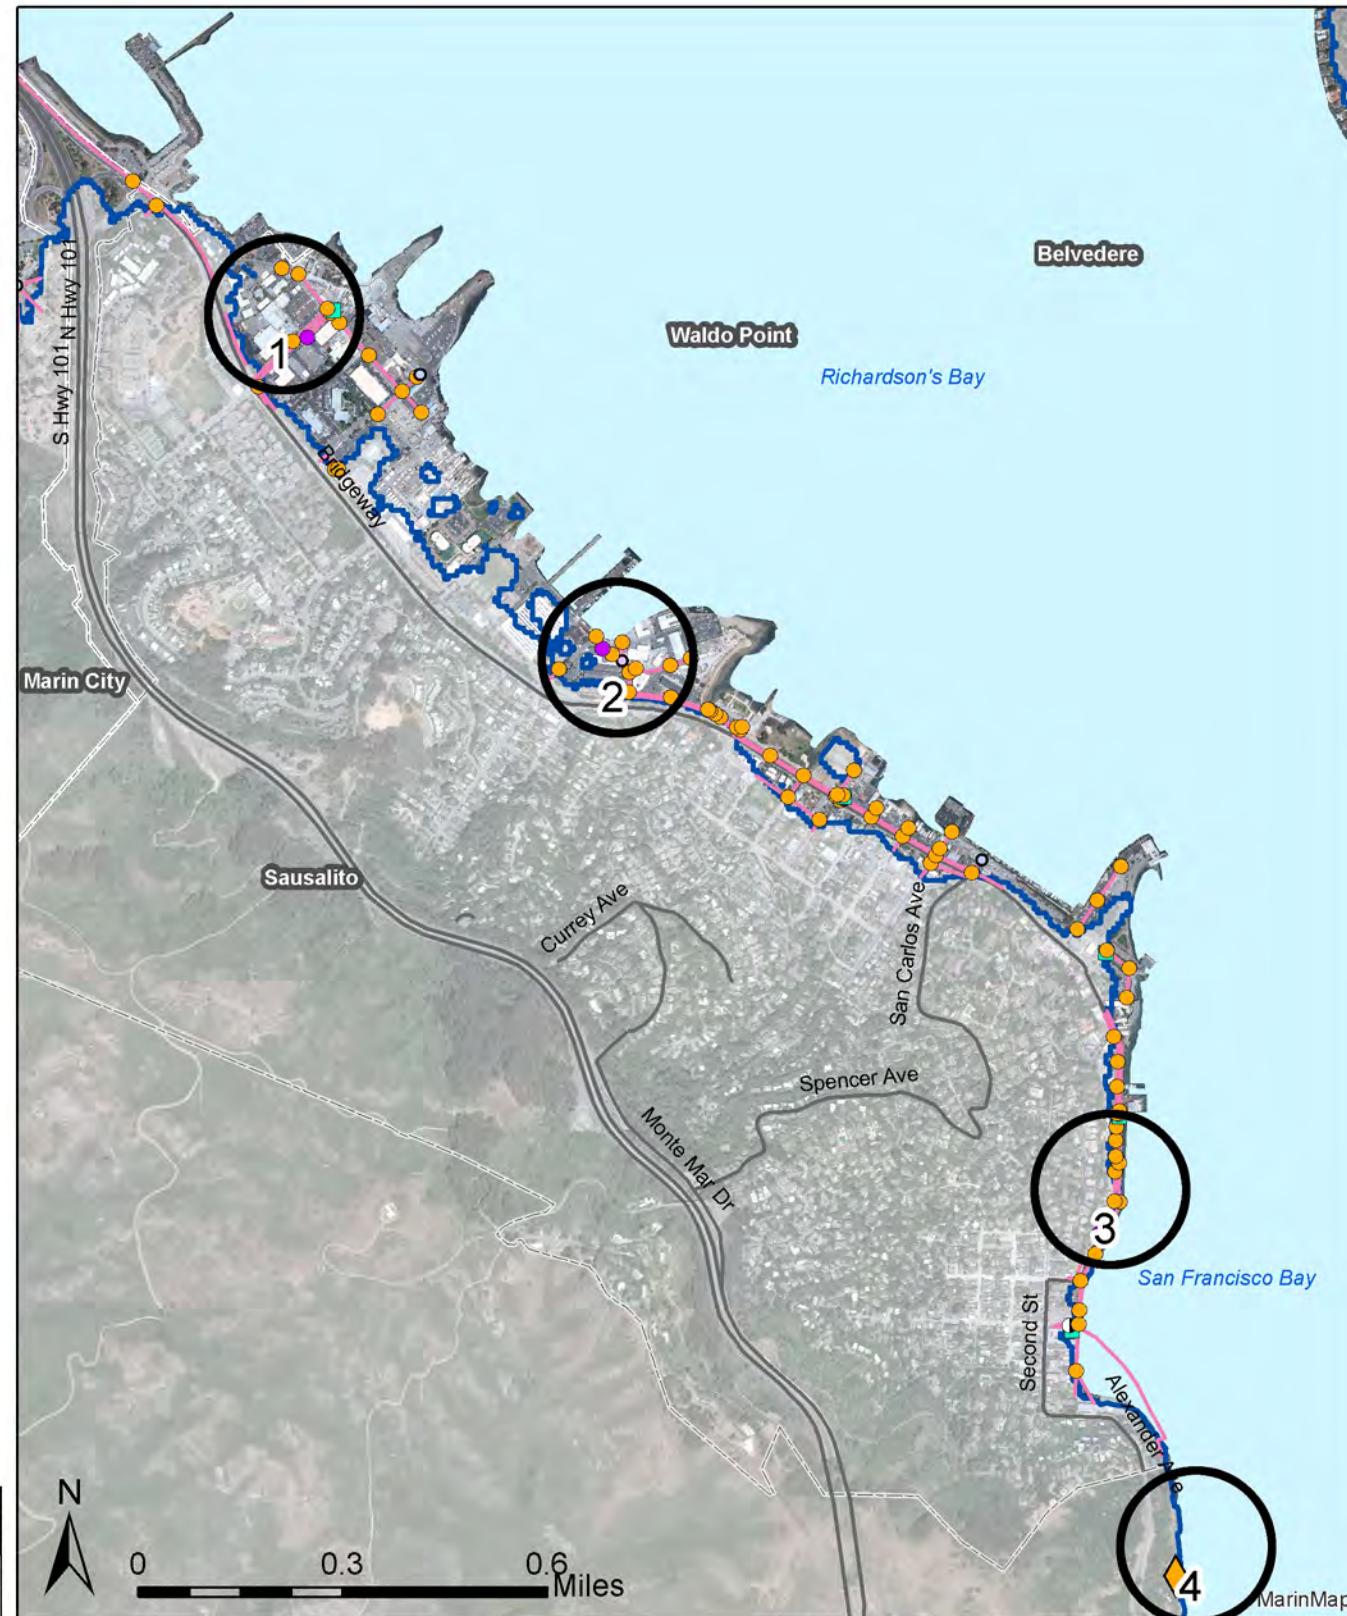 Belvedere
Waldo Point
Richardson's Bay
S Hwy 101
N Hwy 101
1
Bridgeway
2
Marin City
Sausalito
Currey Ave
San Carlos Ave
Spencer Ave
Monte Mar Dr
3
San Francisco Bay
Second St
Alexander Ave
N
0 0.3 0.6
Miles
4
MarinMap